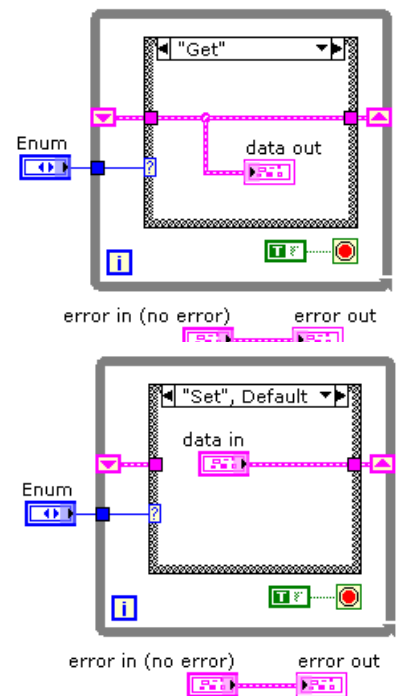 "Get"
Enum
data out
?
T F
i
error in (no error) error out
"Set", Default
data in
Enum
?
T F
i
error in (no error) error out